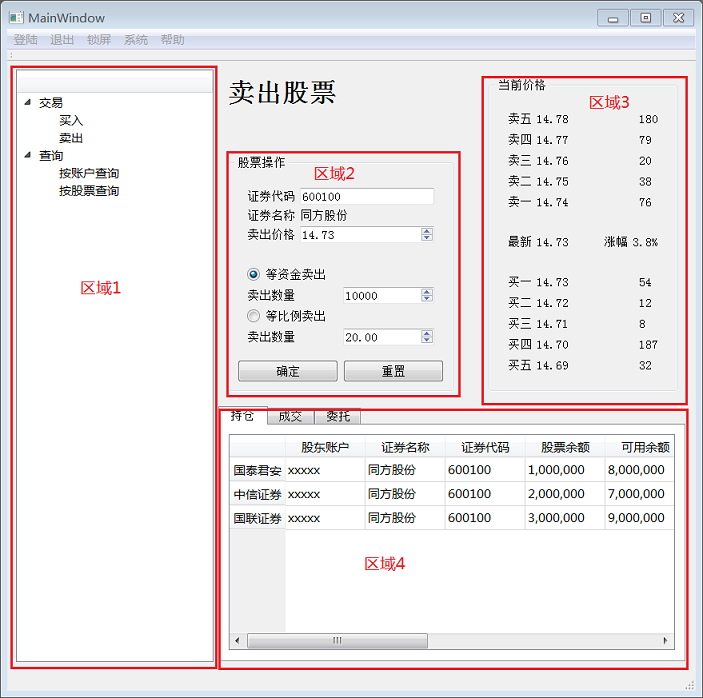 MainWindow
登陆 退出 锁屏 系统 帮助
交易
买入
卖出
查询
按账户查询
按股票查询
区域1
卖出股票
股票操作
区域2
证券代码 600100
证券名称 同方股份
卖出价格 14.73
等资金卖出
卖出数量 10000
等比例卖出
卖出数量 20.00
确定 重置
当前价格
区域3
卖五 14.78 180
卖四 14.77 79
卖三 14.76 20
卖二 14.75 38
卖一 14.74 76
最新 14.73 涨幅 3.8%
买一 14.73 54
买二 14.72 12
买三 14.71 8
买四 14.70 187
买五 14.69 32
持仓 成交 委托
股东账户 证券名称 证券代码 股票余额 可用余额
国泰君安 xxxxx 同方股份 600100 1,000,000 8,000,000
中信证券 xxxxx 同方股份 600100 2,000,000 7,000,000
国联证券 xxxxx 同方股份 600100 3,000,000 9,000,000
区域4